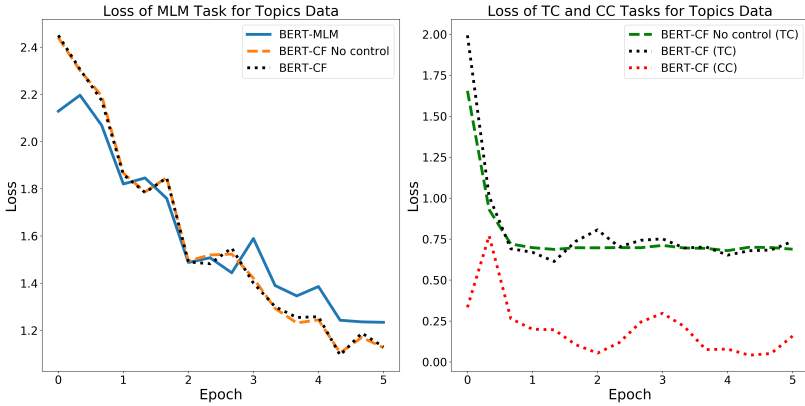 Loss of MLM Task for Topics Data
BERT-MLM
BERT-CF No control
BERT-CF
2.4
2.2
2.0
1.8
1.6
1.4
1.2
Loss
0 1 2 3 4 5
Epoch
Loss of TC and CC Tasks for Topics Data
BERT-CF No control (TC)
BERT-CF (TC)
BERT-CF (CC)
2.00
1.75
1.50
1.25
1.00
0.75
0.50
0.25
0.00
Loss
0 1 2 3 4 5
Epoch